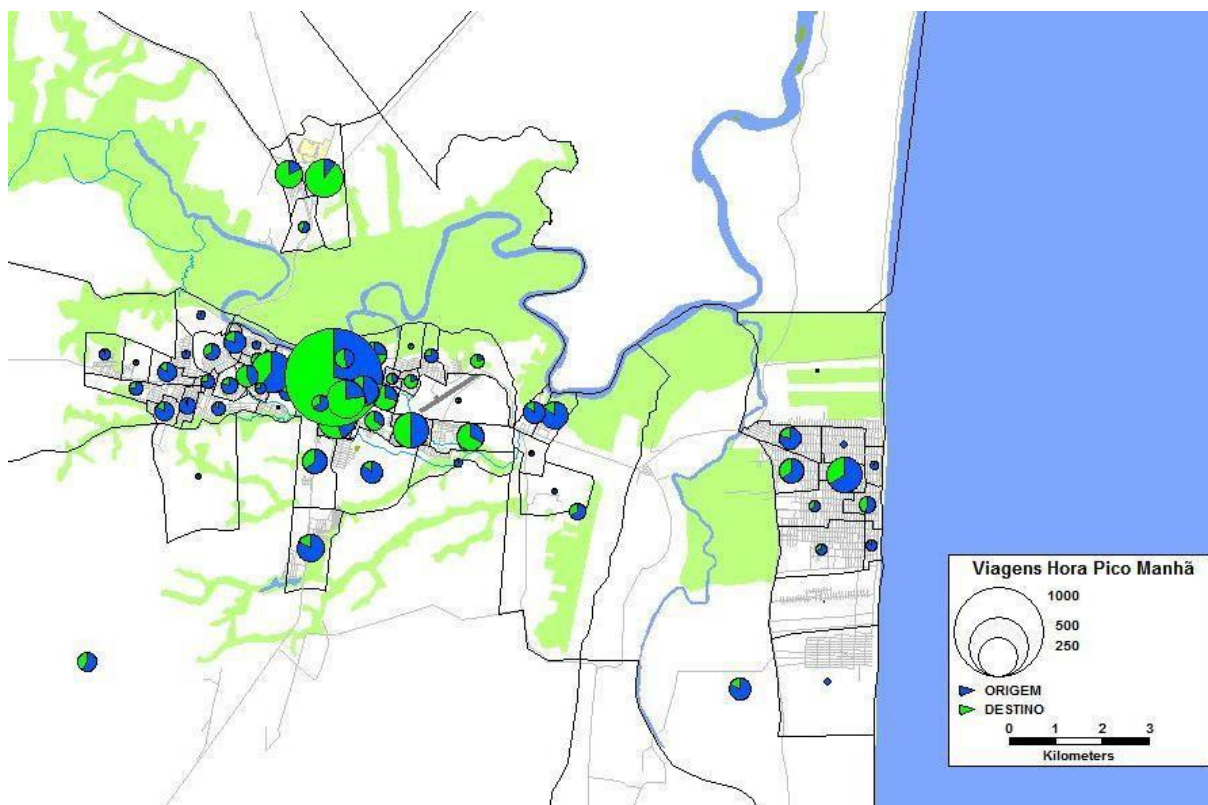 Viagens Hora Pico Manhã
1000
500
250
ORIGEM
DESTINO
0 1 2 3
Kilometers